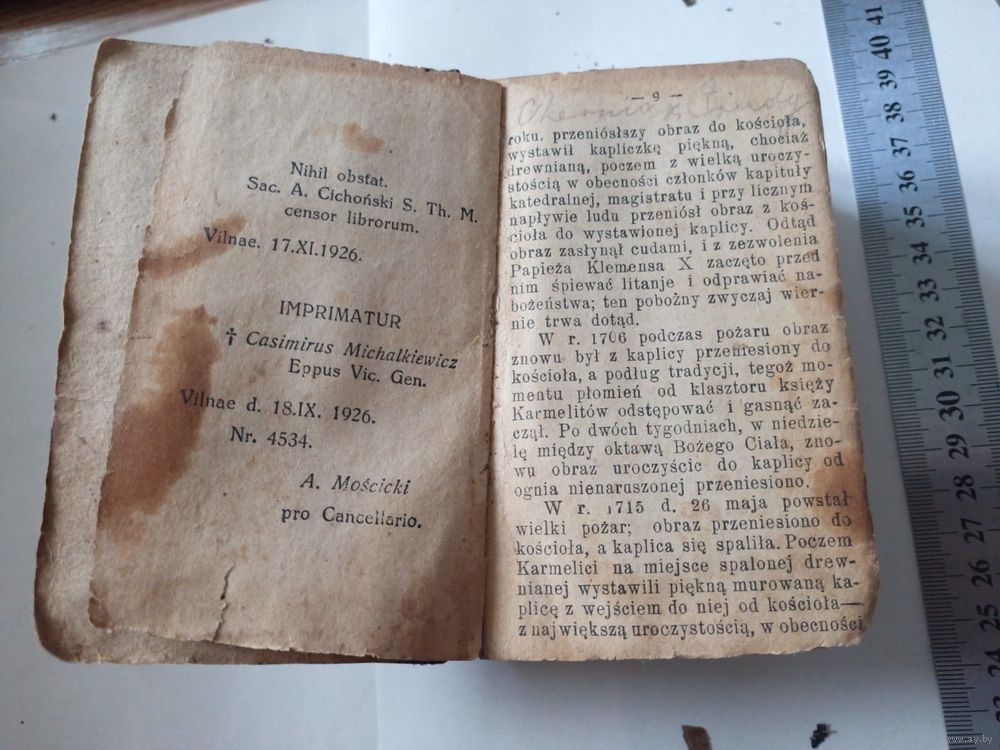 Nihil obstat.
Sac. A. Cichoński S. Th. M.
censor librorum.
Vilnae. 17.XI.1926.
IMPRIMATUR
† Casimirus Michalkiewicz
Eppus Vic. Gen.
Vilnae d. 18.IX. 1926.
Nr. 4534.
A. Mościcki
pro Cancellario.
— 9 —
roku. przeniósłszy obraz do kościoła,
wystawił kapliczkę piękną, chociaż
drewnianą, poczem z wielką uroczy-
stością w obecności członków kapituły
katedralnej, magistratu i przy licznym
napływie ludu przeniósł obraz z koś-
cioła do wystawionej kaplicy. Odtąd
obraz zasłynął cudami, i z zezwolenia
Papieża Klemensa X zaczęto przed
nim śpiewać litanje i odprawiać na-
bożeństwa; ten pobożny zwyczaj wier-
nie trwa dotąd.
W r. 1706 podczas pożaru obraz
znowu był z kaplicy przeniesiony do
kościoła, a podług tradycji, tegoż mo-
mentu płomień od klasztoru księży
Karmelitów odstępować i gasnąć za-
czął. Po dwóch tygodniach, w niedzie-
lę między oktawą Bożego Ciała, zno-
wu obraz uroczyście do kaplicy od
ognia nienaruszonej przeniesiono.
W r. 1715 d. 26 maja powstał
wielki pożar; obraz przeniesiono do
kościoła, a kaplica się spaliła. Poczem
Karmelici na miejsce spalonej drew-
nianej wystawili piękną murowaną ka-
plicę z wejściem do niej od kościoła—
z największą uroczystością, w obecności
41
40
39
38
37
36
35
34
33
32
31
30
29
28
27
26
25
24
23
www.ay.by